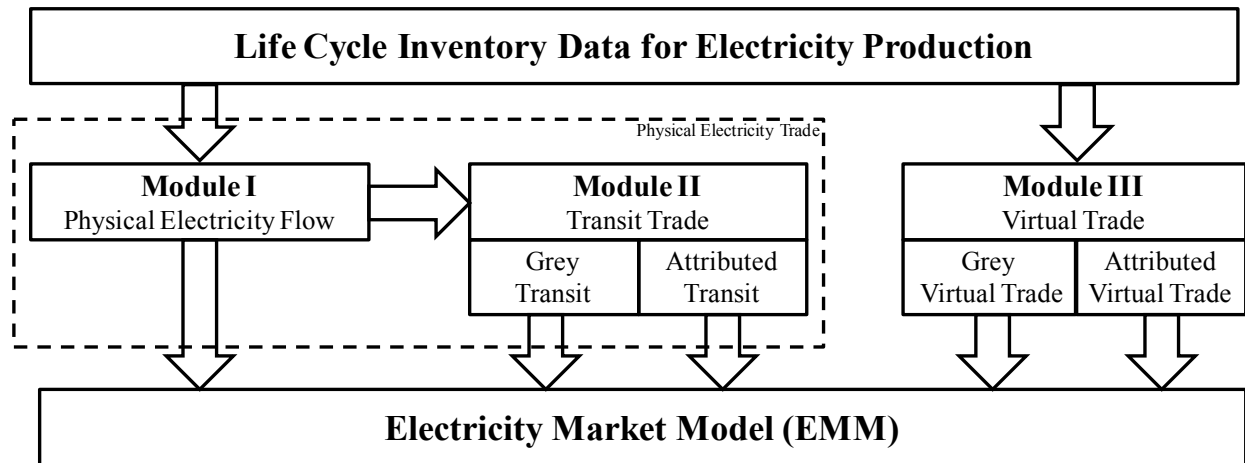 Life Cycle Inventory Data for Electricity Production
Physical Electricity Trade
Module I
Physical Electricity Flow
Module II
Transit Trade
Grey
Transit
Attributed
Transit
Module III
Virtual Trade
Grey
Virtual Trade
Attributed
Virtual Trade
Electricity Market Model (EMM)